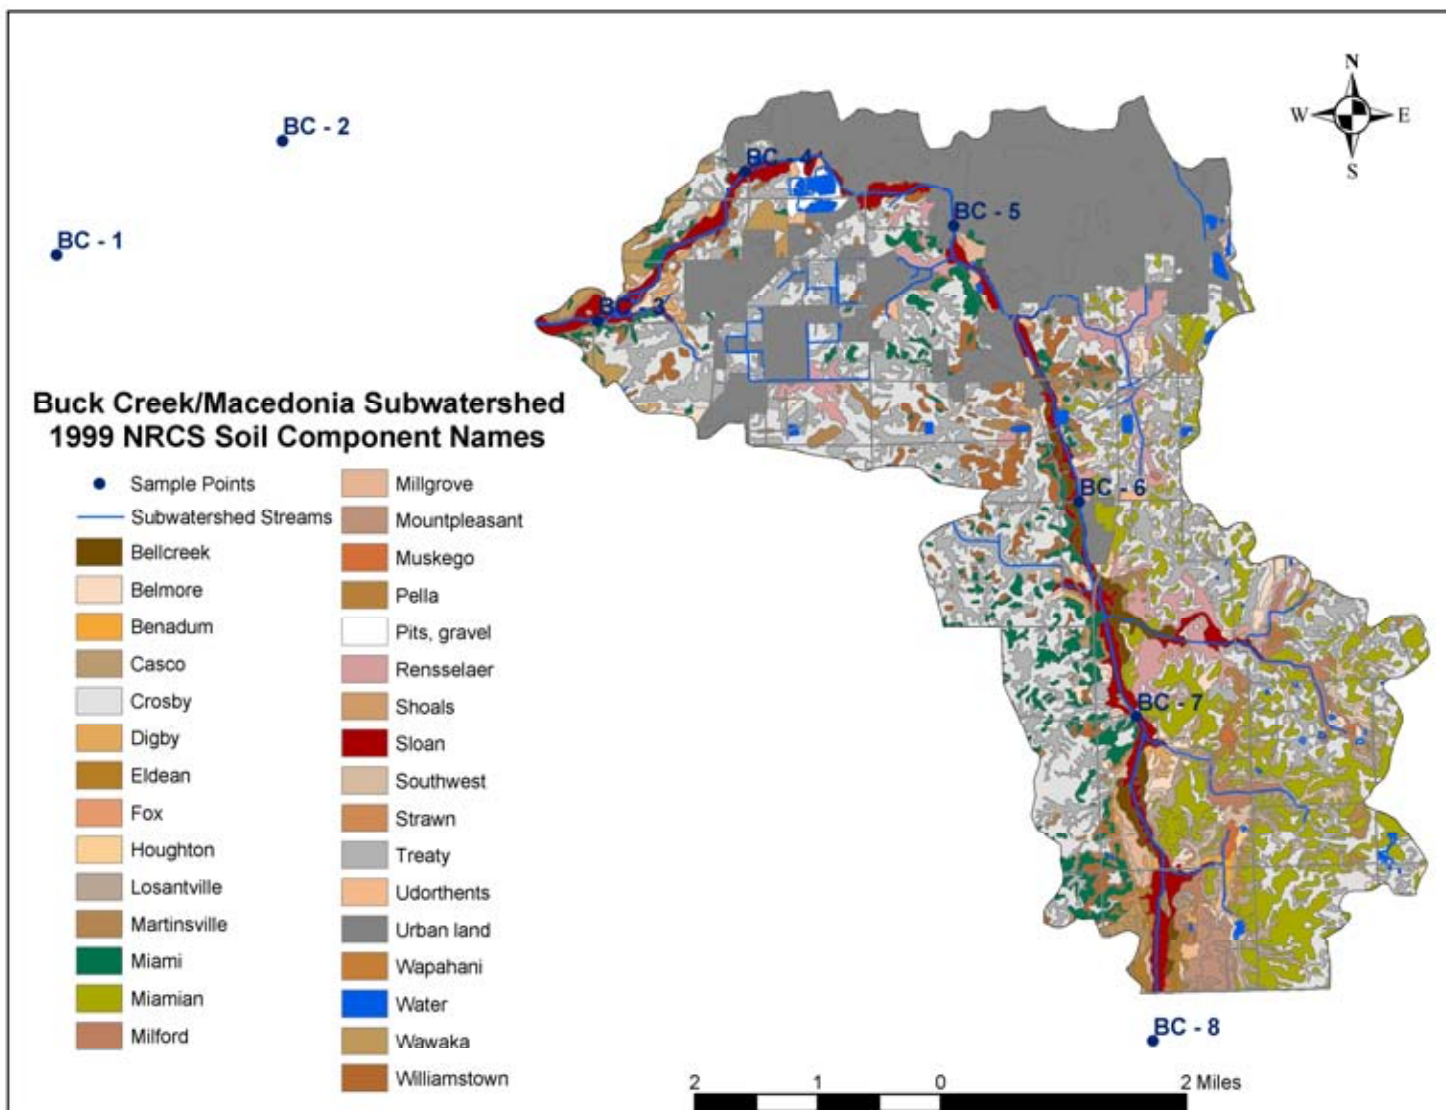 N
W E
S
BC - 2
BC - 1
BC - 4
BC - 5
BC - 3
BC - 6
BC - 7
BC - 8
Buck Creek/Macedonia Subwatershed
1999 NRCS Soil Component Names
Sample Points
Subwatershed Streams
Bellcreek
Belmore
Benadum
Casco
Crosby
Digby
Eldean
Fox
Houghton
Losantville
Martinsville
Miami
Miamian
Milford
Millgrove
Mountpleasant
Muskego
Pella
Pits, gravel
Rensselaer
Shoals
Sloan
Southwest
Strawn
Treaty
Udorthents
Urban land
Wapahani
Water
Wawaka
Williamstown
2 1 0 2 Miles